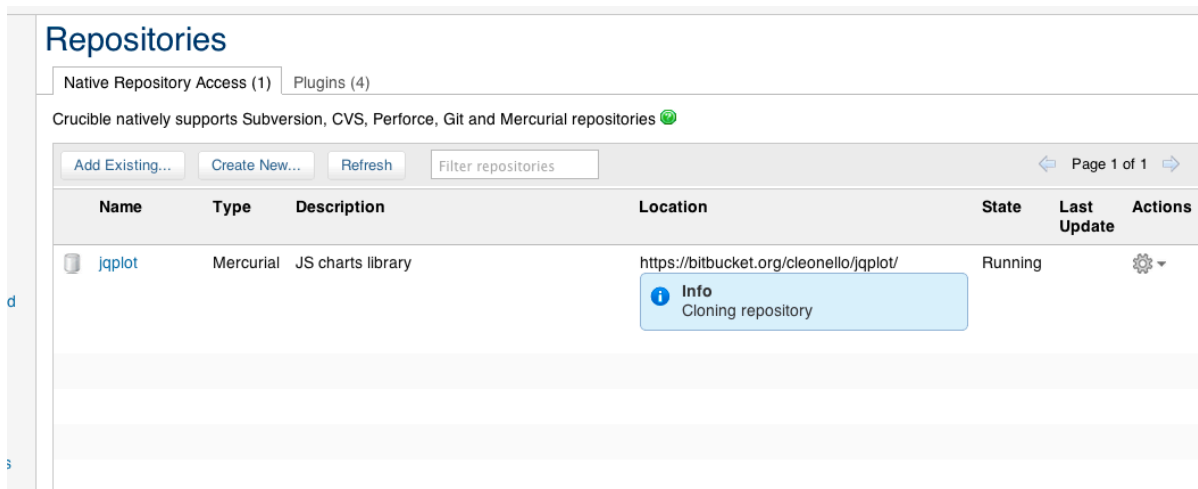 Repositories
Native Repository Access (1) Plugins (4)
Crucible natively supports Subversion, CVS, Perforce, Git and Mercurial repositories
Add Existing... Create New... Refresh Filter repositories Page 1 of 1
Name Type Description Location State Last Update Actions
jqplot Mercurial JS charts library https://bitbucket.org/cleonello/jqplot/ Running
Info
Cloning repository
d
s